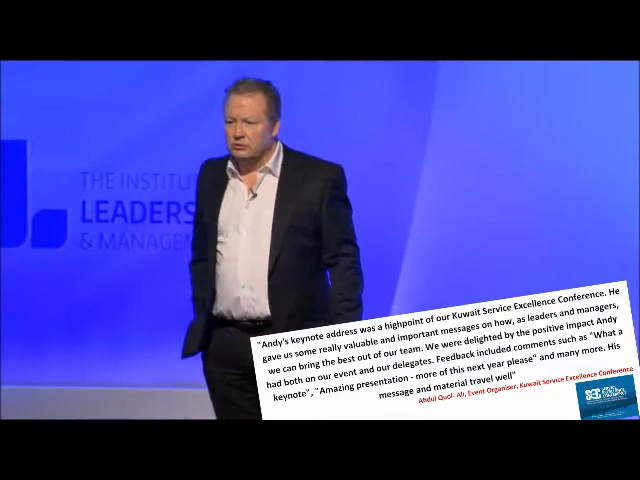 THE INSTITU
LEADERS
& MANAGEM
"Andy's keynote address was a highpoint of our Kuwait Service Excellence Conference. He
gave us some really valuable and important messages on how, as leaders and managers,
we can bring the best out of our team. We were delighted by the positive impact Andy
had both on our event and our delegates. Feedback included comments such as "What a
keynote", "Amazing presentation - more of this next year please" and many more. His
message and material travel well"
Abdul Quol- Ali, Event Organiser, Kuwait Service Excellence Conference